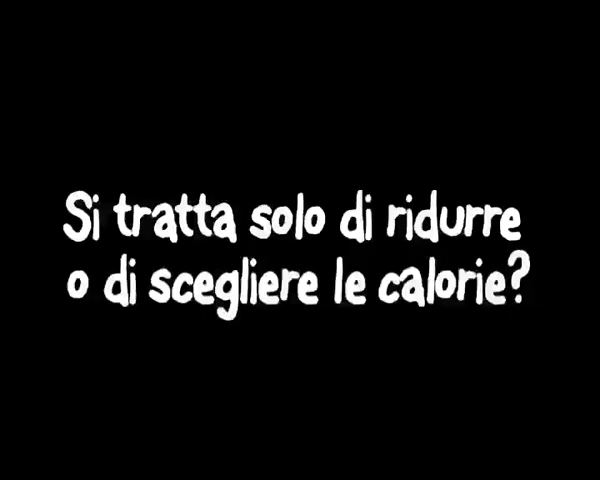 Si tratta solo di ridurre
o di scegliere le calorie?